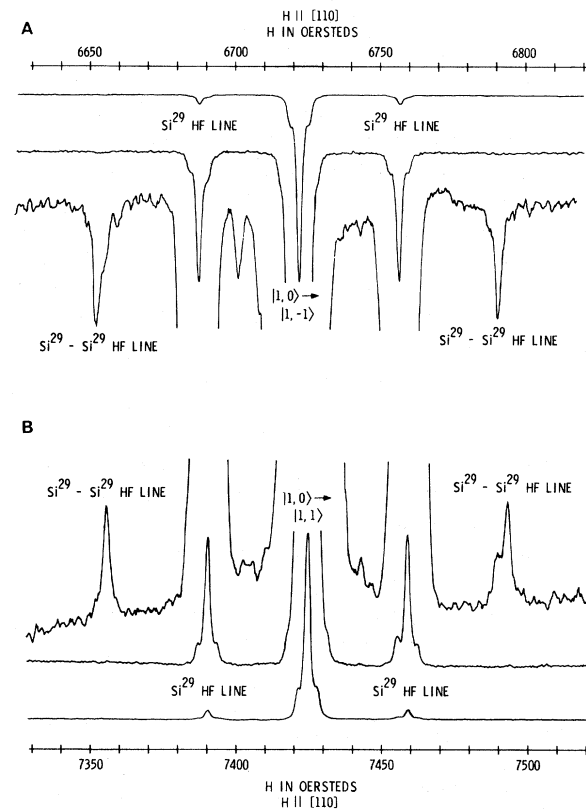 A
H || [110]
H IN OERSTEDS
6650 6700 6750 6800
Si²⁹ HF LINE Si²⁹ HF LINE
|1, 0⟩ →
|1, -1⟩
Si²⁹ - Si²⁹ HF LINE Si²⁹ - Si²⁹ HF LINE
B
Si²⁹ - Si²⁹ HF LINE Si²⁹ - Si²⁹ HF LINE
|1, 0⟩ →
|1, 1⟩
Si²⁹ HF LINE Si²⁹ HF LINE
7350 7400 7450 7500
H IN OERSTEDS
H || [110]